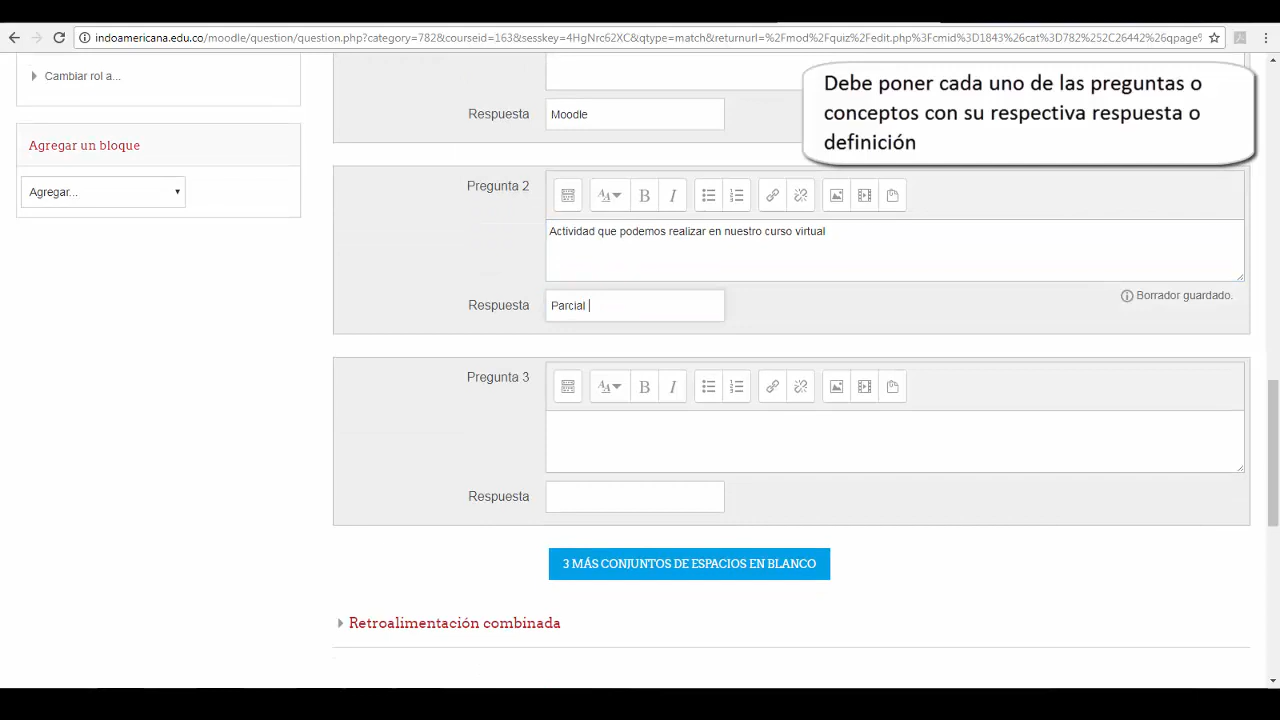 indoamericana.edu.co/moodle/question/question.php?category=782&courseid=163&sesskey=4HgNrc62XC&qtype=match&returnurl=%2Fmod%2Fquiz%2Fedit.php%3Fcmid%3D1843%26cat%3D782%252C26442%26qpage%
Cambiar rol a...
Agregar un bloque
Agregar...
Debe poner cada uno de las preguntas o
conceptos con su respectiva respuesta o
definición
Respuesta Moodle
Pregunta 2
Actividad que podemos realizar en nuestro curso virtual
Borrador guardado.
Respuesta Parcial
Pregunta 3
Respuesta
3 MÁS CONJUNTOS DE ESPACIOS EN BLANCO
Retroalimentación combinada